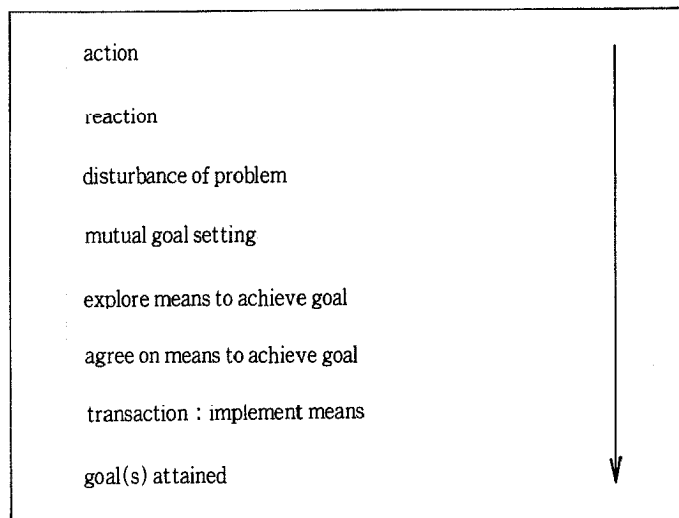 action
reaction
disturbance of problem
mutual goal setting
explore means to achieve goal
agree on means to achieve goal
transaction : implement means
goal(s) attained